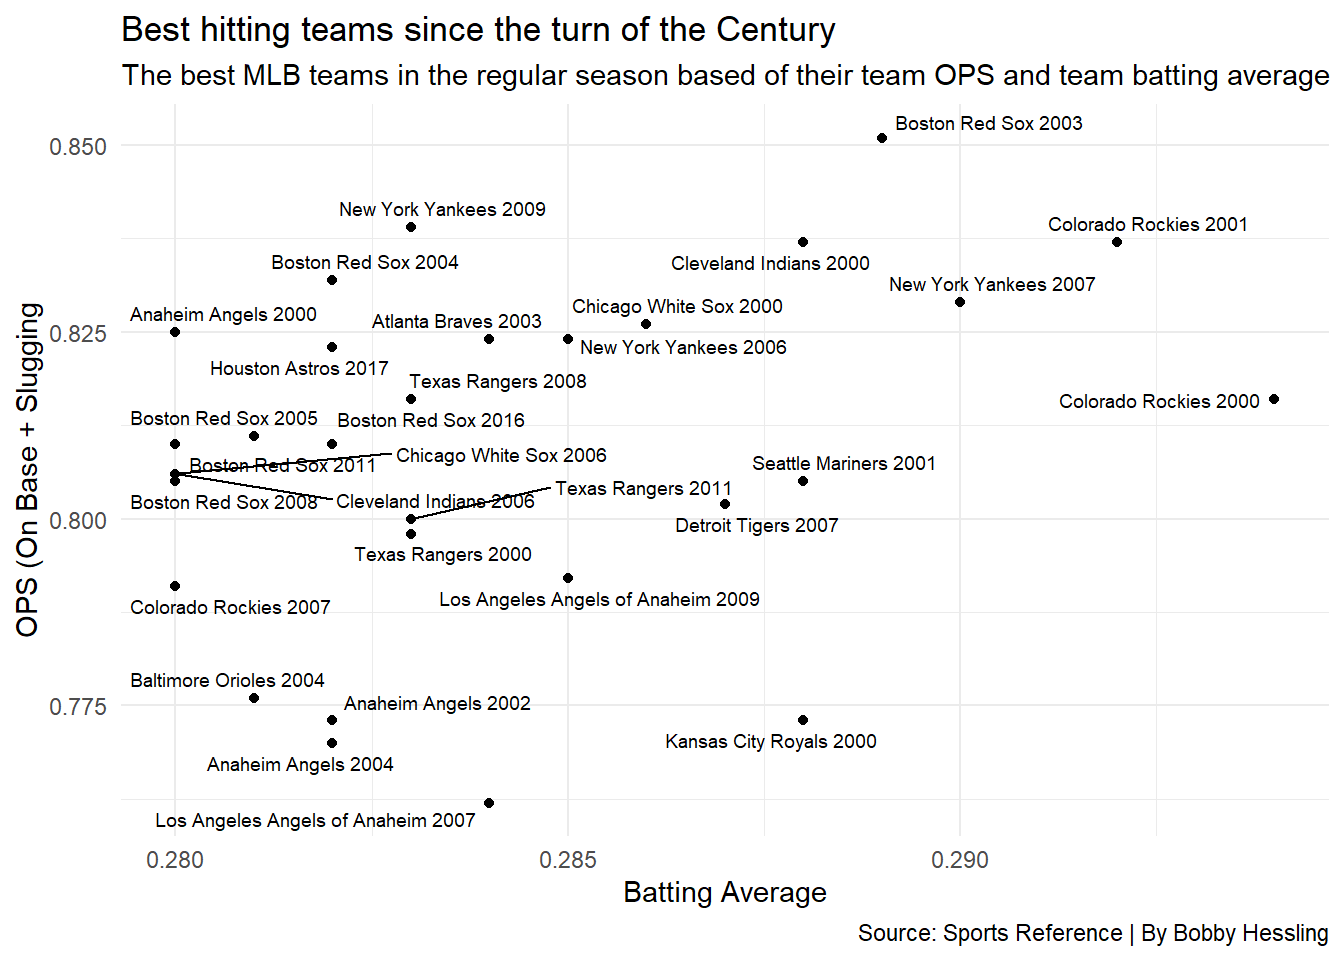 Best hitting teams since the turn of the Century
The best MLB teams in the regular season based of their team OPS and team batting average
Boston Red Sox 2003
0.850
New York Yankees 2009
Colorado Rockies 2001
Boston Red Sox 2004
Cleveland Indians 2000
New York Yankees 2007
Chicago White Sox 2000
Anaheim Angels 2000
Atlanta Braves 2003
0.825
New York Yankees 2006
Houston Astros 2017
Texas Rangers 2008
Colorado Rockies 2000
Boston Red Sox 2005
Boston Red Sox 2016
Chicago White Sox 2006
Boston Red Sox 2011
Seattle Mariners 2001
Texas Rangers 2011
Boston Red Sox 2008
Cleveland Indians 2006
0.800
Detroit Tigers 2007
Texas Rangers 2000
Los Angeles Angels of Anaheim 2009
Colorado Rockies 2007
Baltimore Orioles 2004
Anaheim Angels 2002
0.775
Kansas City Royals 2000
Anaheim Angels 2004
Los Angeles Angels of Anaheim 2007
OPS (On Base + Slugging
0.280
0.285
0.290
Batting Average
Source: Sports Reference | By Bobby Hessling